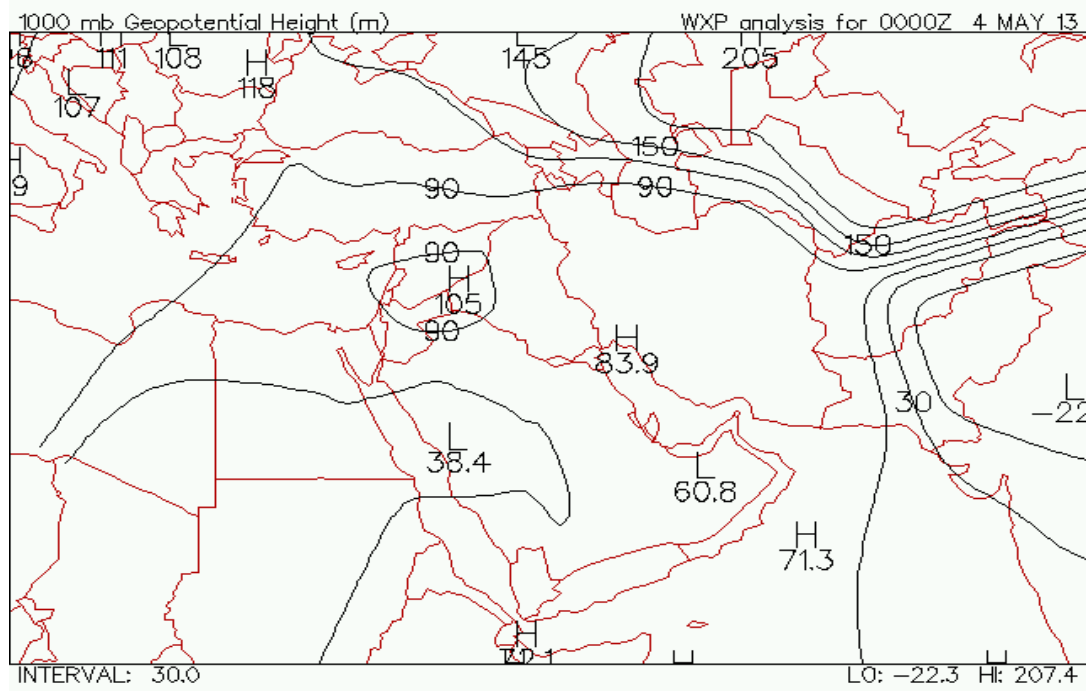 1000 mb Geopotential Height (m) WXP analysis for 0000Z 4 MAY 13
L 111 L 108 H 118 L 145 205
L 107
150
H 9
90 90
150
90
H 105
90
H 83.9
30
L -22
L 38.4
L 60.8
H 71.3
H
INTERVAL: 30.0 LO: -22.3 HI: 207.4